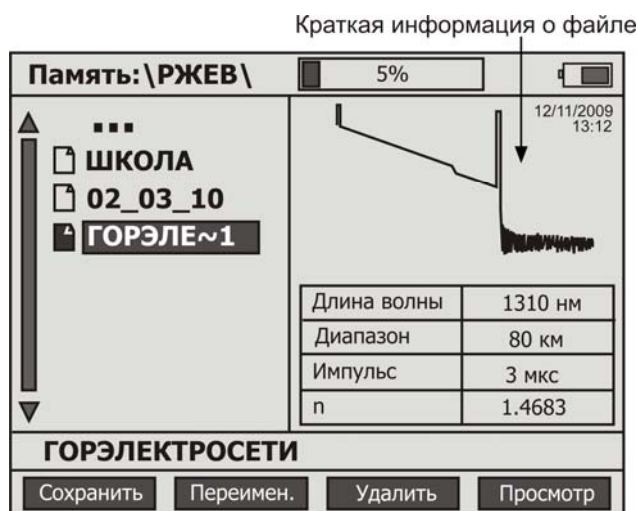 Краткая информация о файле
Память:\РЖЕВ\
5%
...
ШКОЛА
02_03_10
ГОРЭЛЕ~1
12/11/2009
13:12
Длина волны 1310 нм
Диапазон 80 км
Импульс 3 мкс
n 1.4683
ГОРЭЛЕКТРОСЕТИ
Сохранить Переимен. Удалить Просмотр